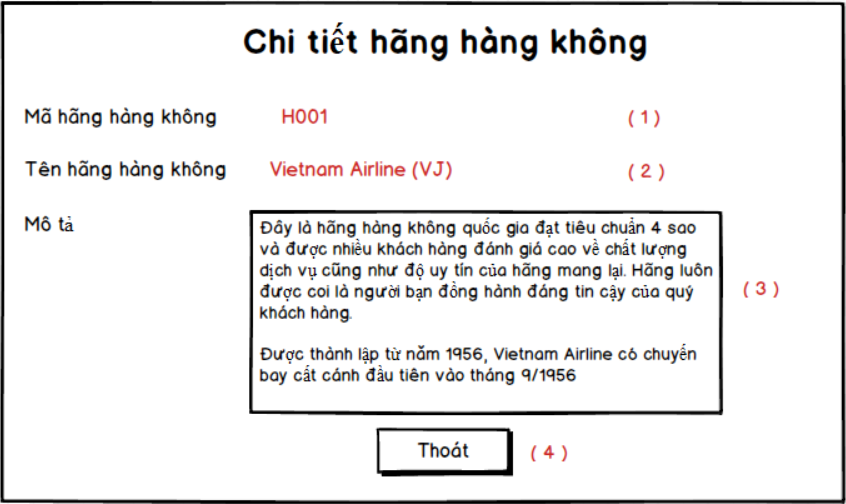 Chi tiết hãng hàng không
Mã hãng hàng không H001 ( 1 )
Tên hãng hàng không Vietnam Airline (VJ) ( 2 )
Mô tả
Đây là hãng hàng không quốc gia đạt tiêu chuẩn 4 sao
và được nhiều khách hàng đánh giá cao về chất lượng
dịch vụ cũng như độ uy tín của hãng mang lại. Hãng luôn
được coi là người bạn đồng hành đáng tin cậy của quý
khách hàng.
Được thành lập từ năm 1956, Vietnam Airline có chuyến
bay cất cánh đầu tiên vào tháng 9/1956
( 3 )
Thoát ( 4 )